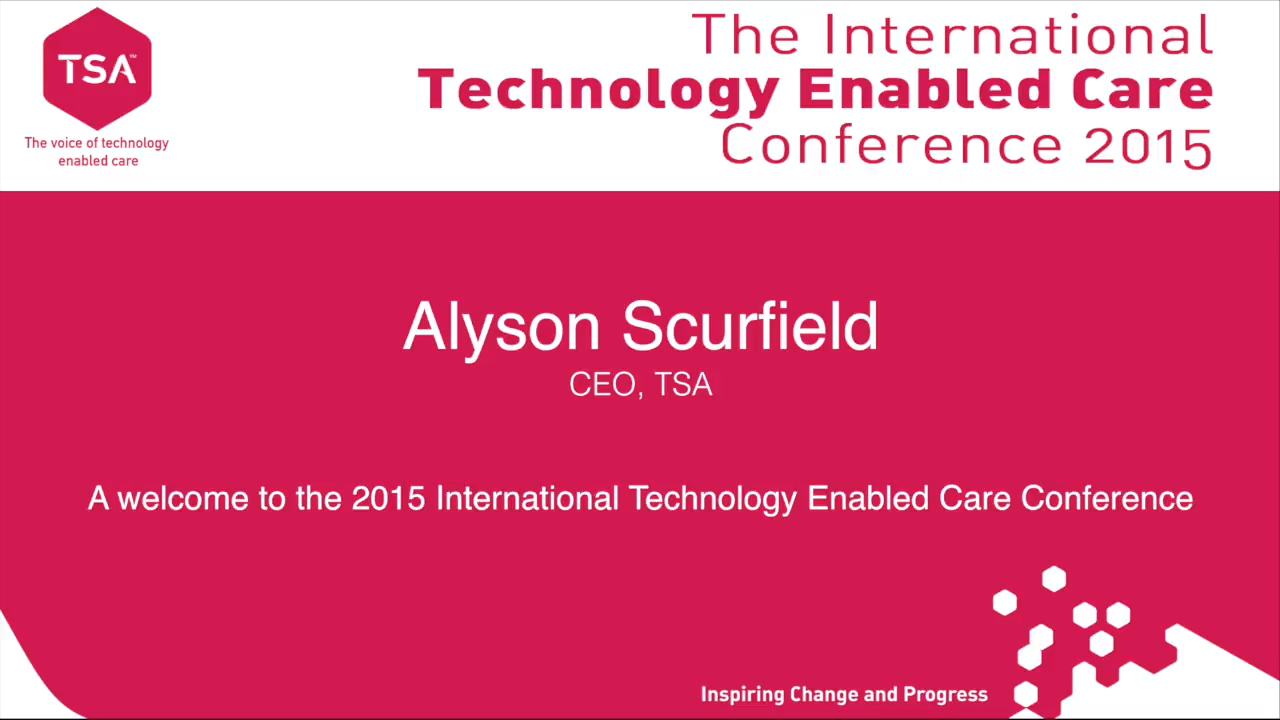 TSA™
The voice of technology
enabled care
The International
Technology Enabled Care
Conference 2015
Alyson Scurfield
CEO, TSA
A welcome to the 2015 International Technology Enabled Care Conference
Inspiring Change and Progress